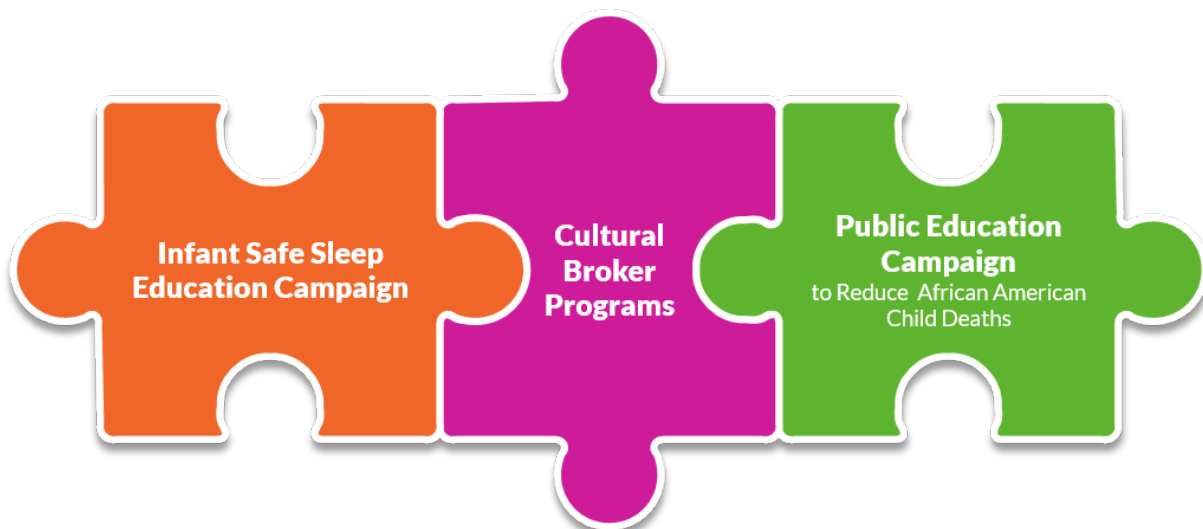 Infant Safe Sleep
Education Campaign
Cultural
Broker
Programs
Public Education
Campaign
to Reduce African American
Child Deaths